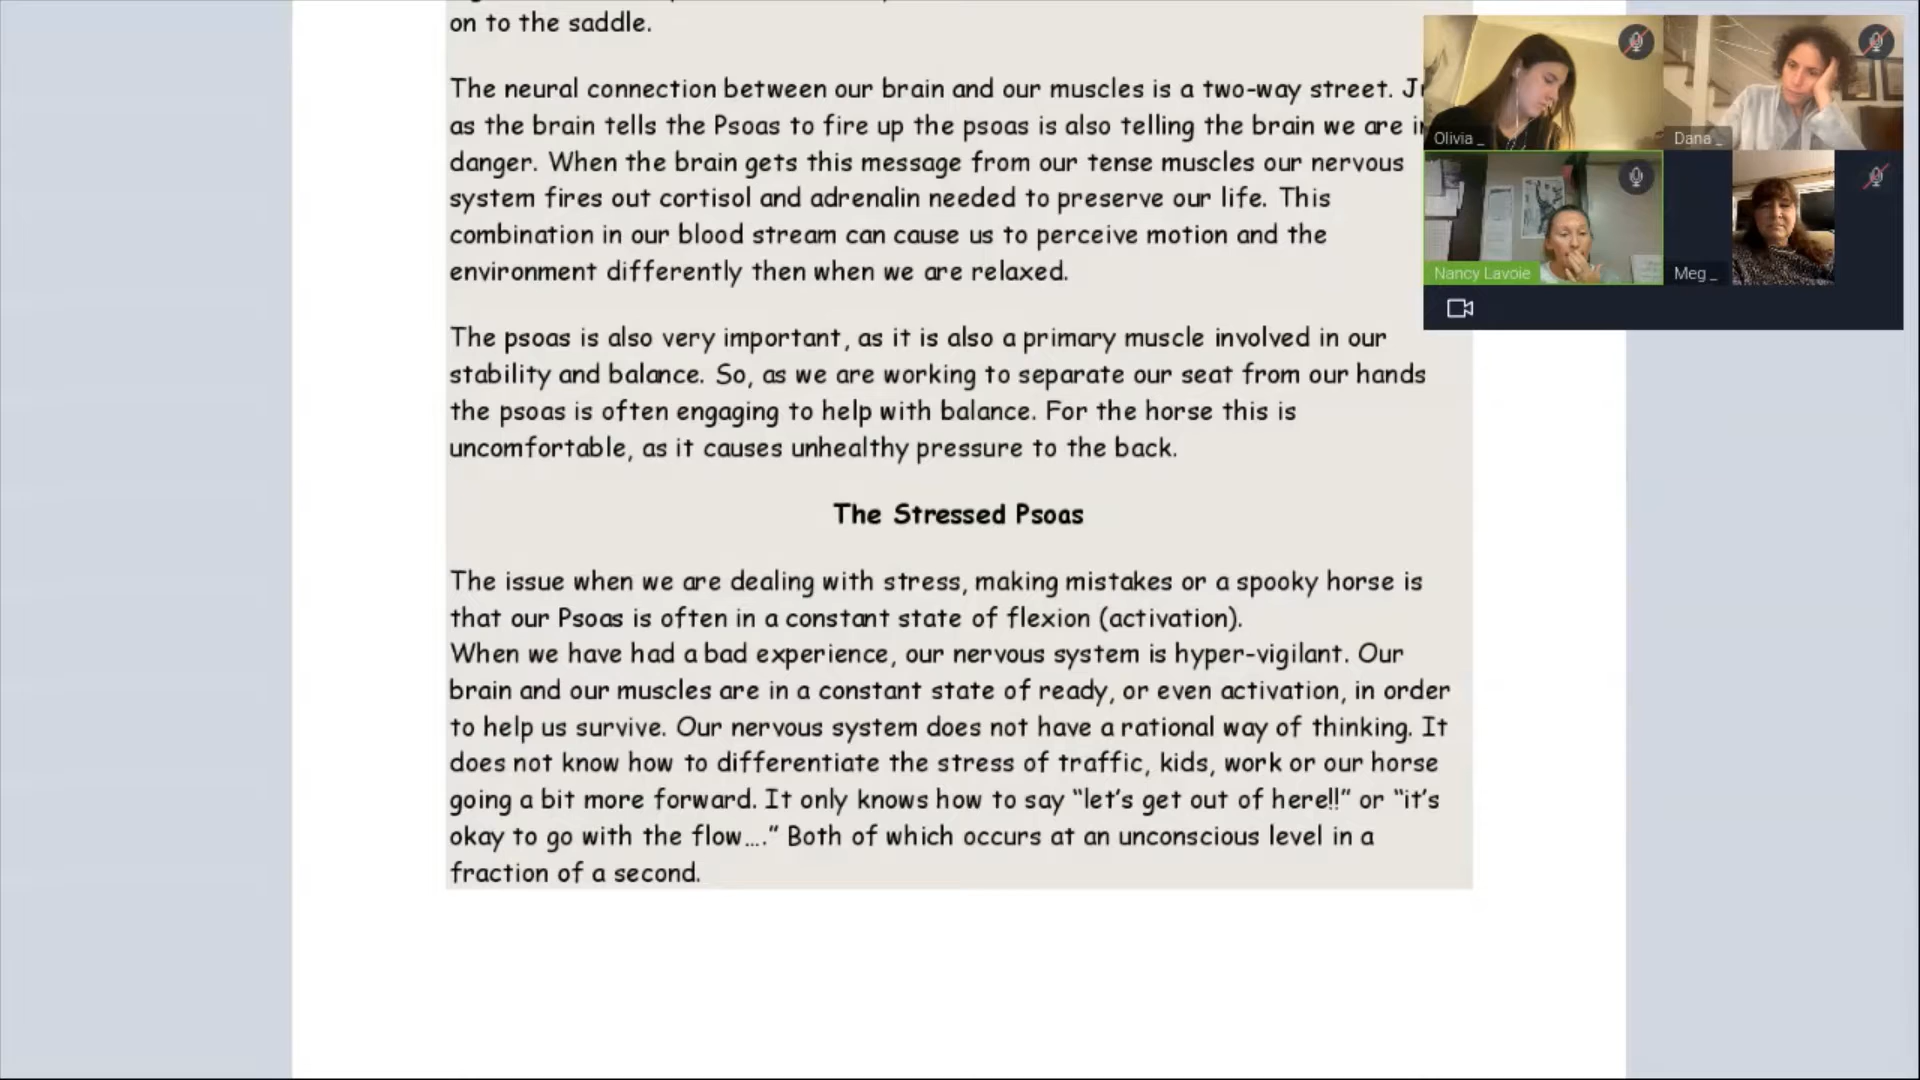 on to the saddle.
The neural connection between our brain and our muscles is a two-way street.
as the brain tells the Psoas to fire up the psoas is also telling the brain we are
danger. When the brain gets this message from our tense muscles our nervous
system fires out cortisol and adrenalin needed to preserve our life. This
combination in our blood stream can cause us to perceive motion and the
environment differently then when we are relaxed.
The psoas is also very important, as it is also a primary muscle involved in our
stability and balance. So, as we are working to separate our seat from our hands
the psoas is often engaging to help with balance. For the horse this is
uncomfortable, as it causes unhealthy pressure to the back.
The Stressed Psoas
The issue when we are dealing with stress, making mistakes or a spooky horse is
that our Psoas is often in a constant state of flexion (activation).
When we have had a bad experience, our nervous system is hyper-vigilant. Our
brain and our muscles are in a constant state of ready, or even activation, in order
to help us survive. Our nervous system does not have a rational way of thinking. It
does not know how to differentiate the stress of traffic, kids, work or our horse
going a bit more forward. It only knows how to say “let’s get out of here!!” or “it’s
okay to go with the flow….” Both of which occurs at an unconscious level in a
fraction of a second.
Olivia _
Dana _
Nancy Lavoie
Meg _